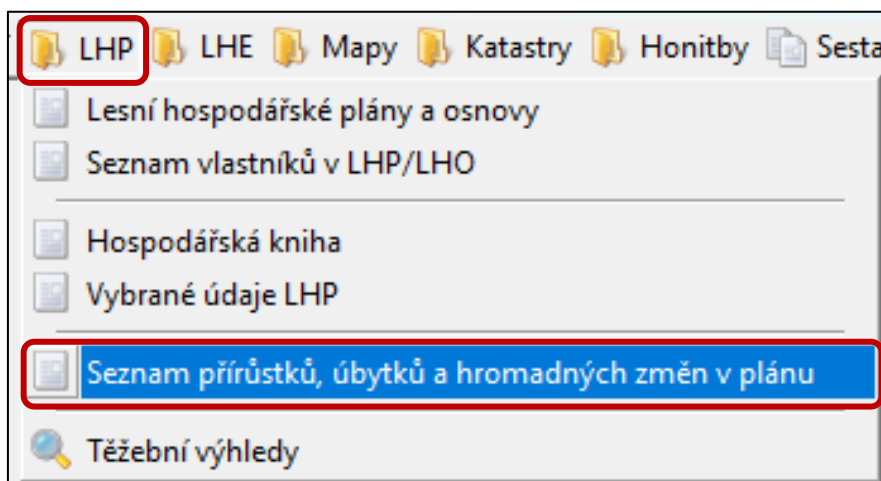 LHP LHE Mapy Katastry Honitby Sesta
Lesní hospodářské plány a osnovy
Seznam vlastníků v LHP/LHO
Hospodářská kniha
Vybrané údaje LHP
Seznam přírůstků, úbytků a hromadných změn v plánu
Těžební výhledy